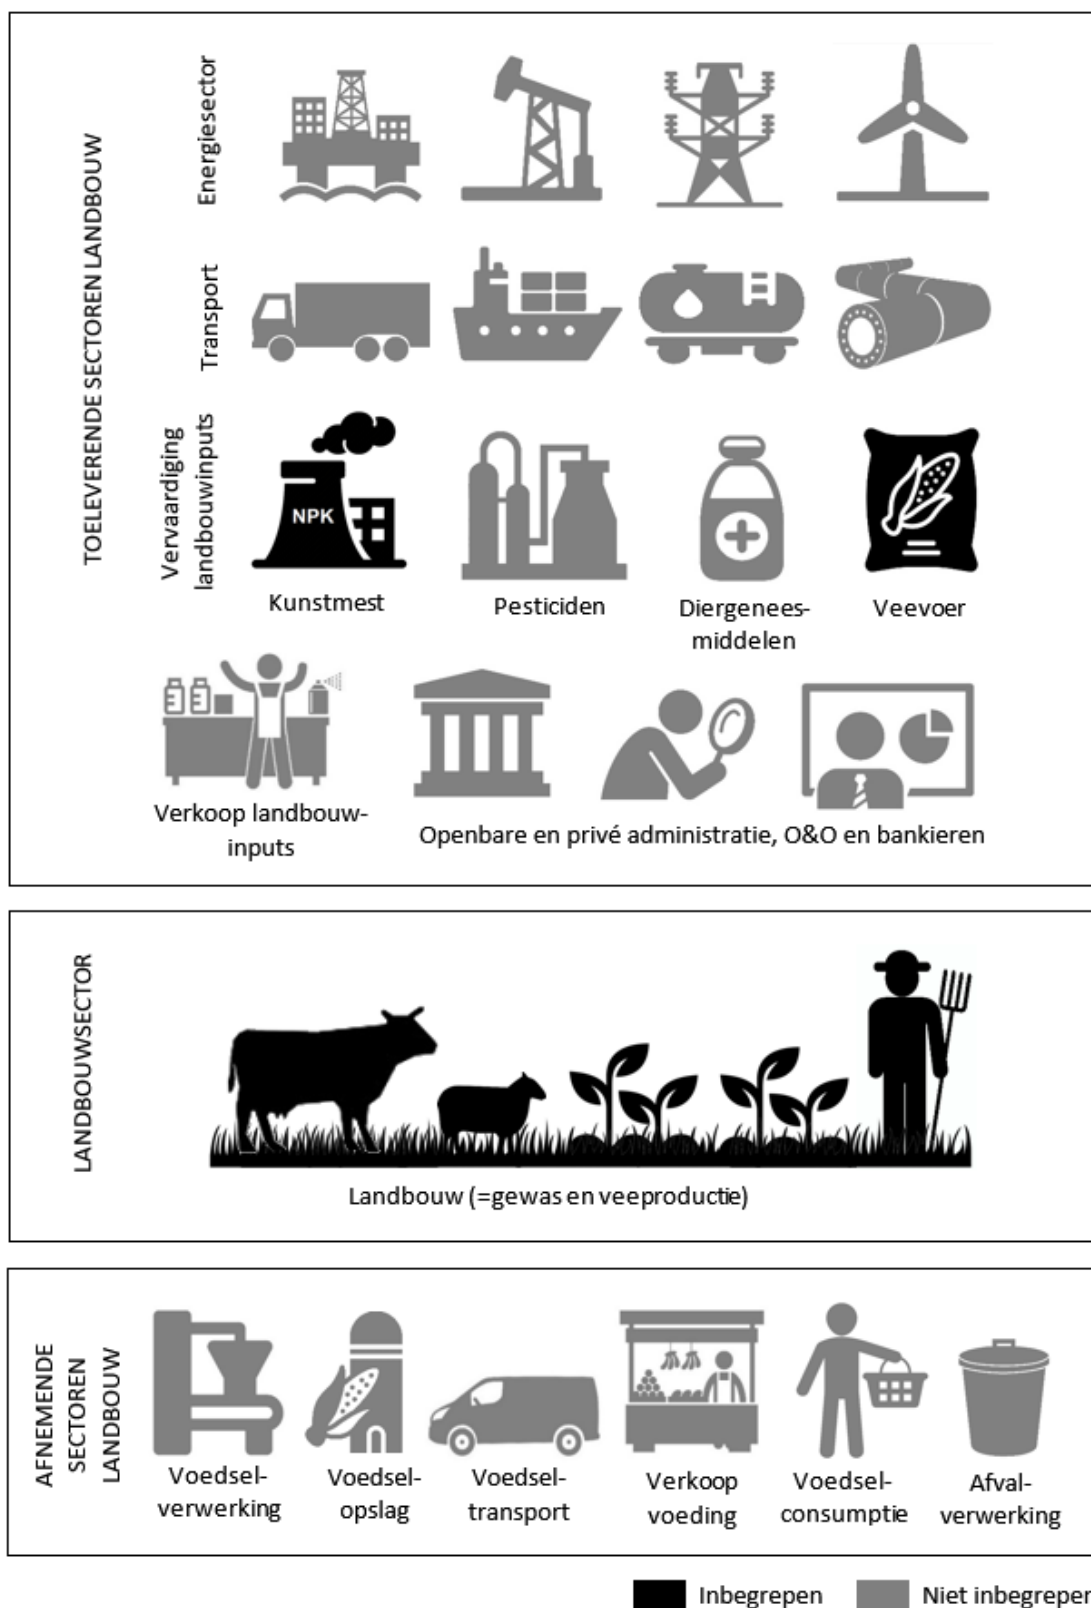 TOELEVERENDE SECTOREN LANDBOUW
Energiesector
Transport
Vervaardiging
landbouwinputs
NPK
Kunstmest
Pesticiden
Diergenees-
middelen
Veevoer
Verkoop landbouw-
inputs
Openbare en privé administratie, O&O en bankieren
LANDBOUWSECTOR
Landbouw (=gewas en veeproductie)
AFNEMENDE
SECTOREN
LANDBOUW
Voedsel-
verwerking
Voedsel-
opslag
Voedsel-
transport
Verkoop
voeding
Voedsel-
consumptie
Afval-
verwerking
Inbegrepen
Niet inbegrepen